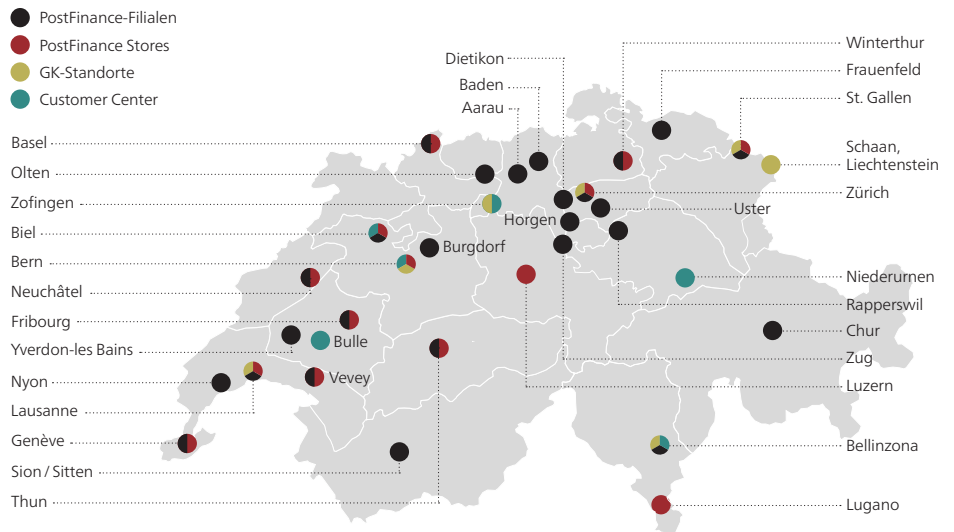 PostFinance-Filialen
PostFinance Stores
GK-Standorte
Customer Center
Dietikon
Baden
Aarau
Winterthur
Frauenfeld
St. Gallen
Schaan,
Liechtenstein
Zürich
Uster
Basel
Olten
Zofingen
Horgen
Biel
Burgdorf
Bern
Neuchâtel
Niederurnen
Rapperswil
Fribourg
Chur
Bulle
Yverdon-les Bains
Zug
Vevey
Nyon
Luzern
Lausanne
Genève
Bellinzona
Sion / Sitten
Thun
Lugano